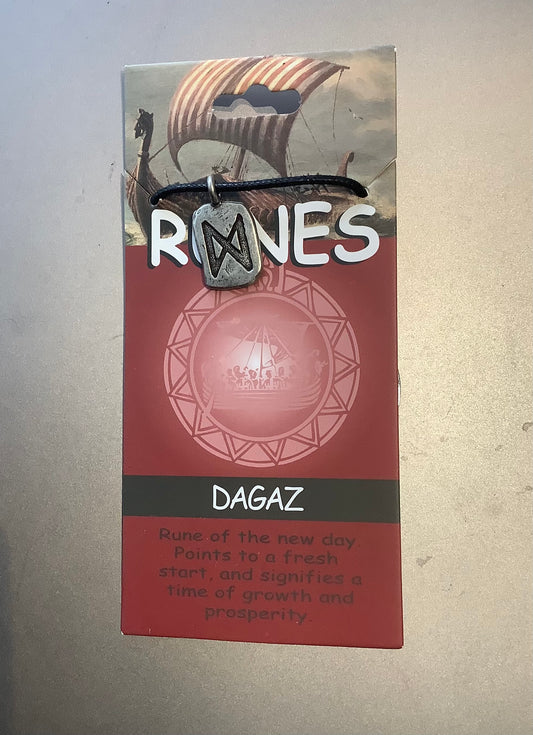 RUNES
ᛞ
DAGAZ
Rune of the new day.
Points to a fresh
start, and signifies a
time of growth and
prosperity.